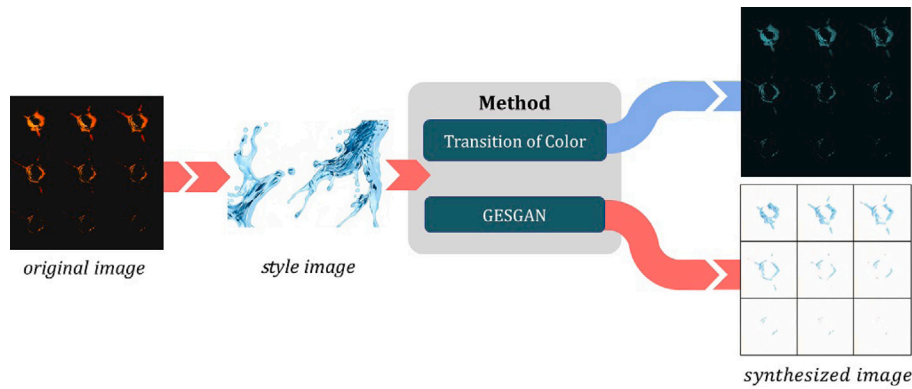 Method
Transition of Color
GESGAN
original image
style image
synthesized image